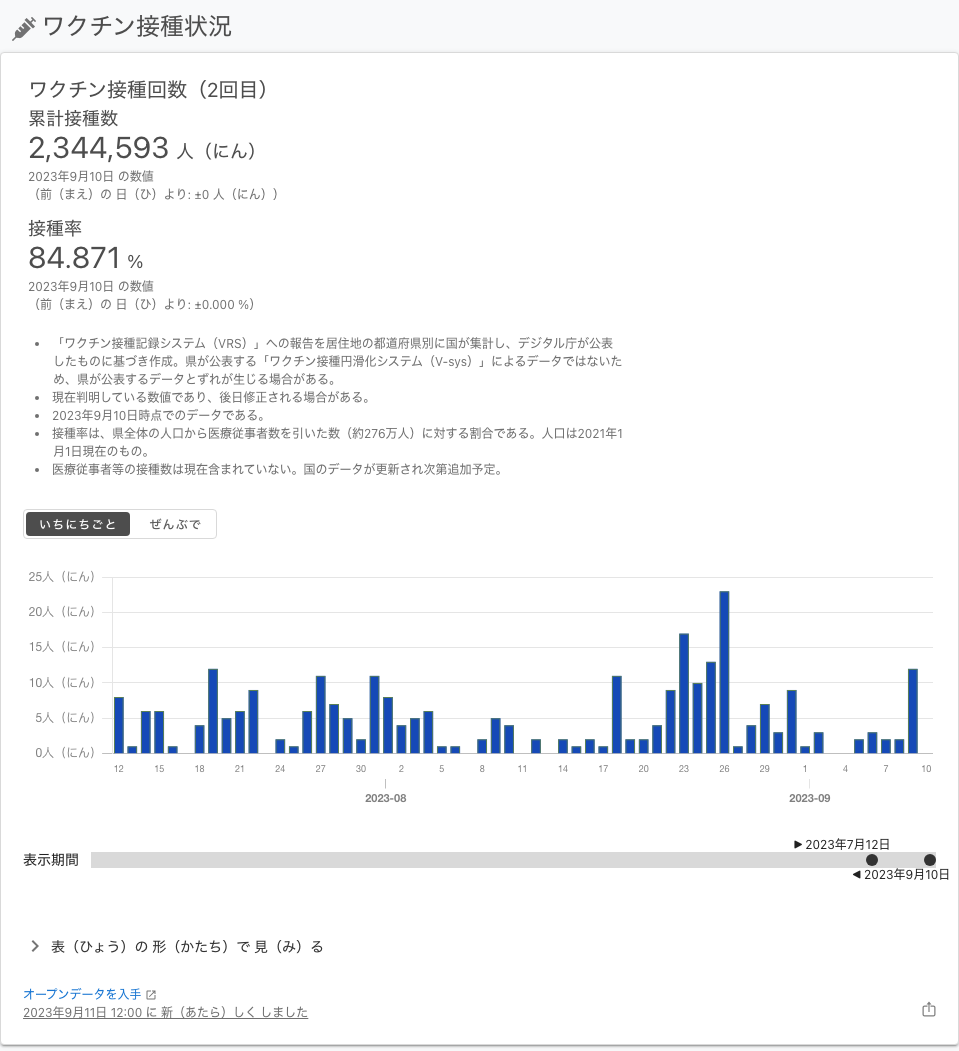 ワクチン接種状況
ワクチン接種回数（2回目）
累計接種数
2,344,593 人（にん）
2023年9月10日 の数値
（前（まえ）の 日（ひ）より: ±0 人（にん））
接種率
84.871 %
2023年9月10日 の数値
（前（まえ）の 日（ひ）より: ±0.000 %）
• 「ワクチン接種記録システム（VRS）」への報告を居住地の都道府県別に国が集計し、デジタル庁が公表
したものに基づき作成。県が公表する「ワクチン接種円滑化システム（V-sys）」によるデータではないた
め、県が公表するデータとずれが生じる場合がある。
• 現在判明している数値であり、後日修正される場合がある。
• 2023年9月10日時点でのデータである。
• 接種率は、県全体の人口から医療従事者数を引いた数（約276万人）に対する割合である。人口は2021年1
月1日現在のもの。
• 医療従事者等の接種数は現在含まれていない。国のデータが更新され次第追加予定。
いちにちごと ぜんぶで
25人（にん）
20人（にん）
15人（にん）
10人（にん）
5人（にん）
0人（にん）
12 15 18 21 24 27 30 2 5 8 11 14 17 20 23 26 29 1 4 7 10
2023-08 2023-09
▶ 2023年7月12日
表示期間
◀ 2023年9月10日
表（ひょう）の 形（かたち）で 見（み）る
オープンデータを入手
2023年9月11日 12:00 に 新（あたら）しく しました